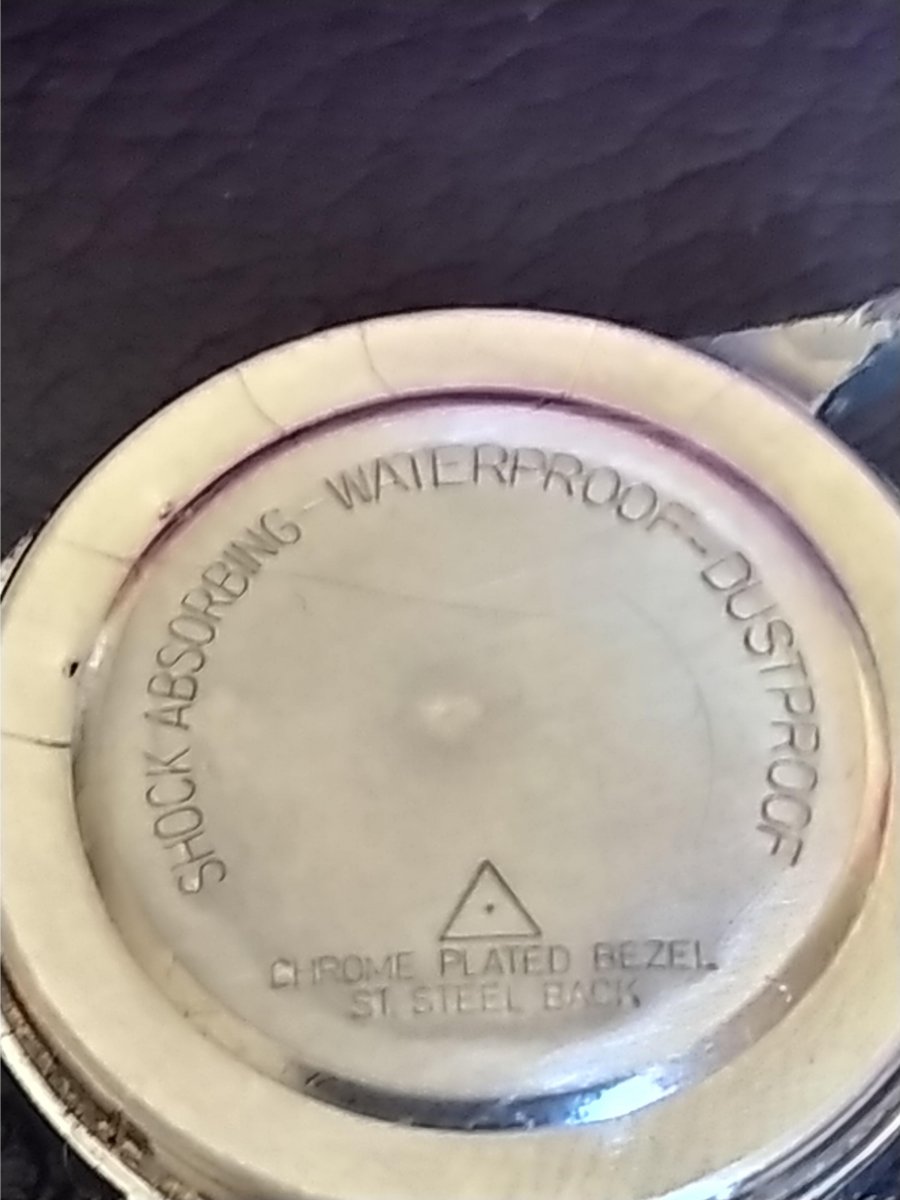 SHOCK ABSORBING - WATERPROOF - DUSTPROOF
CHROME PLATED BEZEL
ST. STEEL BACK